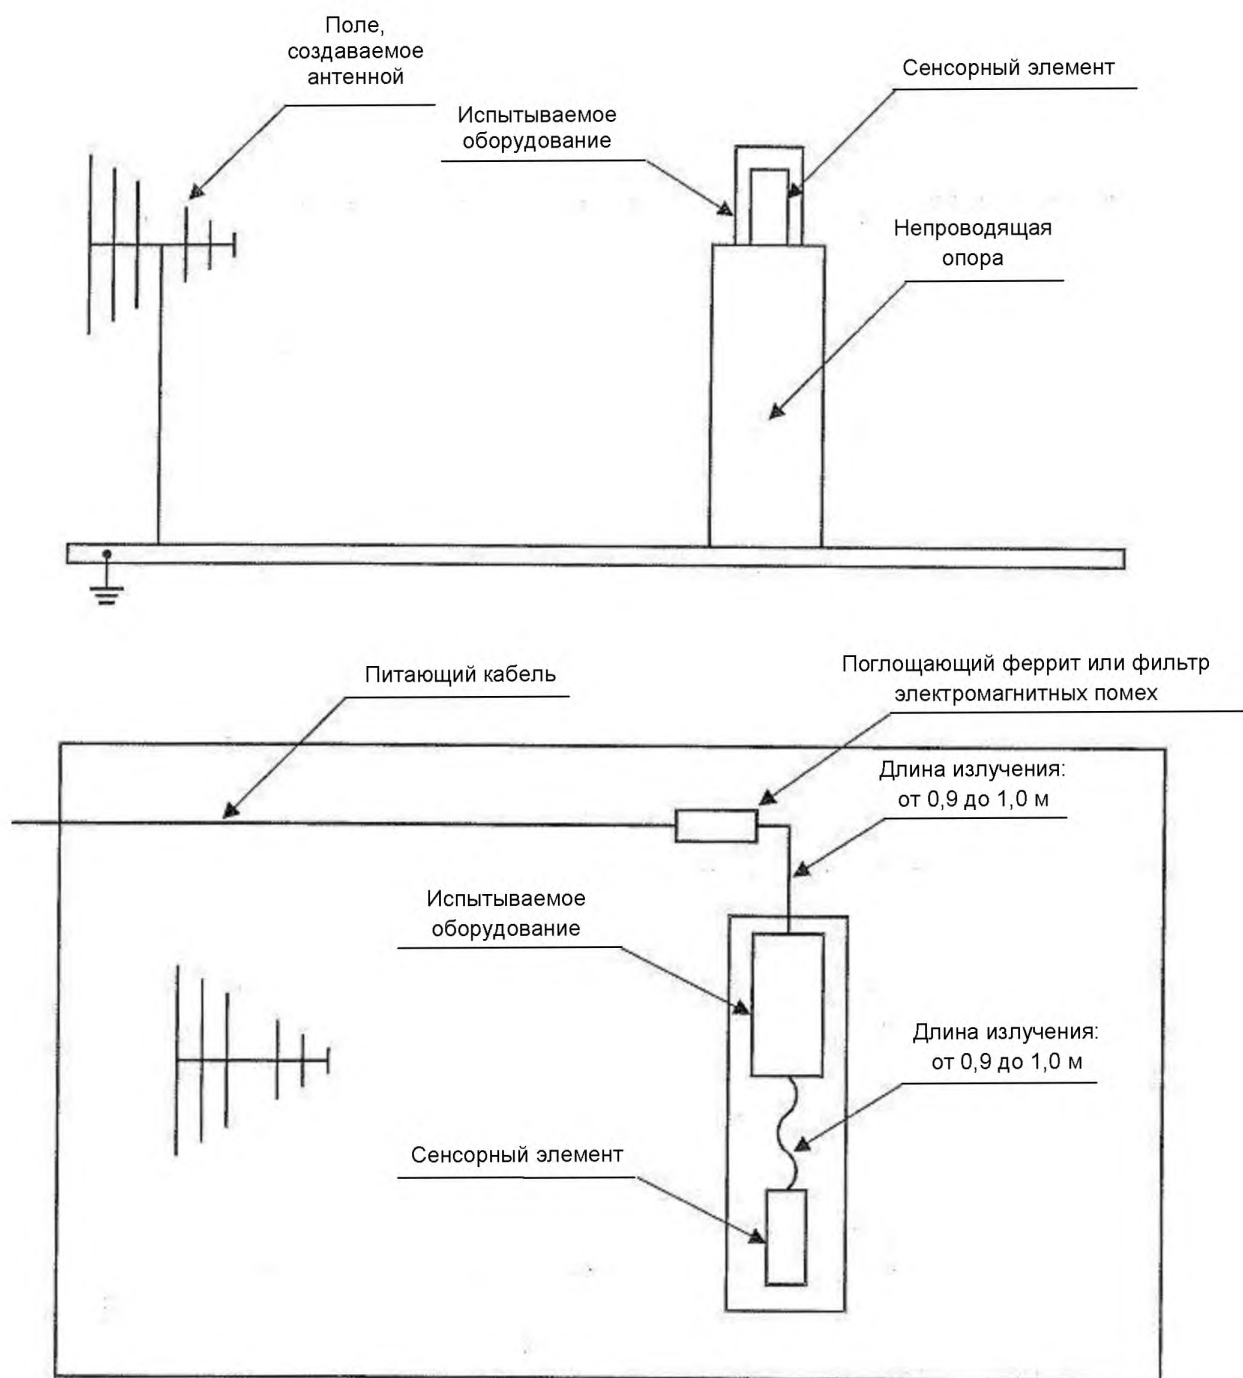 Поле,
создаваемое
антенной
Сенсорный элемент
Испытываемое
оборудование
Непроводящая
опора
Питающий кабель
Поглощающий феррит или фильтр
электромагнитных помех
Длина излучения:
от 0,9 до 1,0 м
Испытываемое
оборудование
Длина излучения:
от 0,9 до 1,0 м
Сенсорный элемент